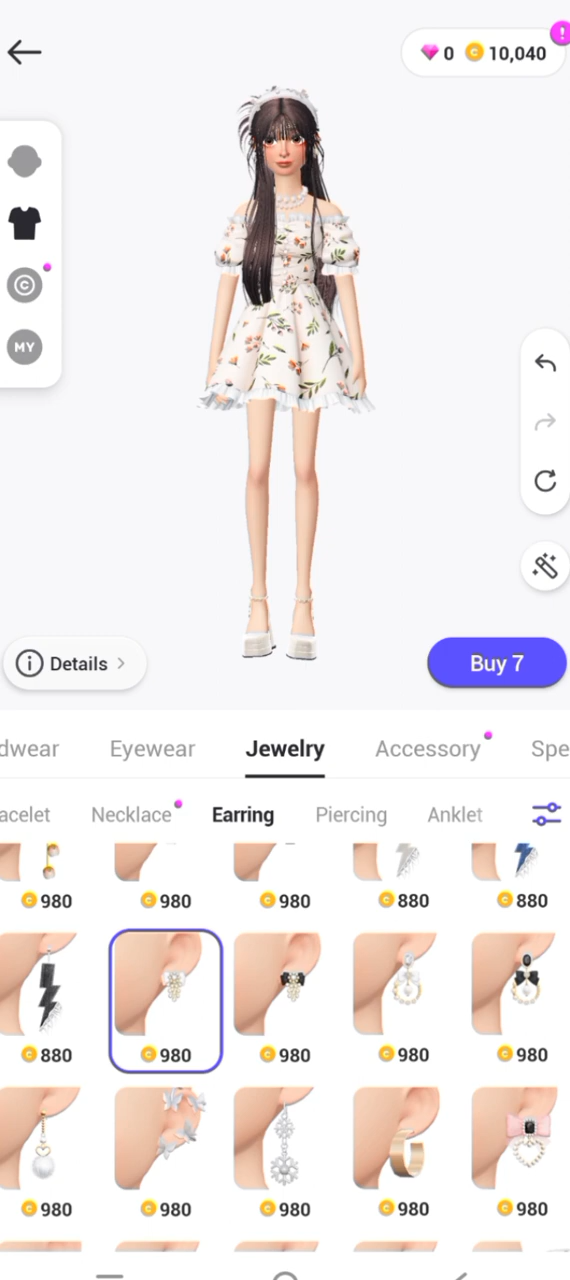 0 C 10,040 !
C
MY
Details
Buy 7
dwear Eyewear Jewelry Accessory Spe
acelet Necklace Earring Piercing Anklet
C 980 C 980 C 980 C 880 C 880
C 880 C 980 C 980 C 980 C 980
C 980 C 980 C 980 C 980 C 980